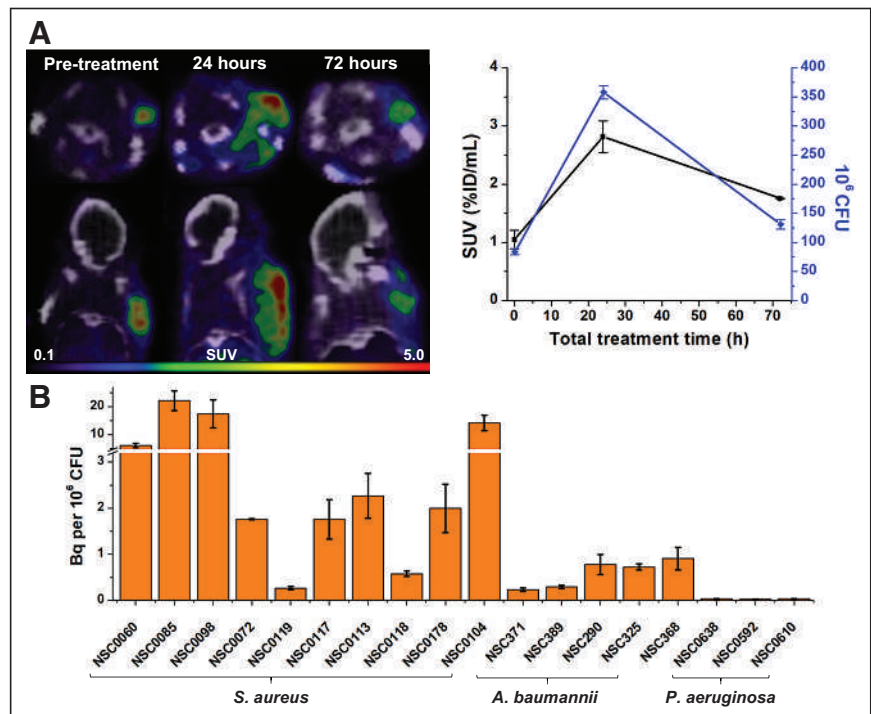 A
Pre-treatment 24 hours 72 hours
0.1 SUV 5.0
4
3
2
1
0
SUV (%ID/mL)
400
350
300
250
200
150
100
50
0
10⁶ CFU
0 10 20 30 40 50 60 70
Total treatment time (h)
B
20
10
3
2
1
0
Bq per 10⁶ CFU
NSC0060 NSC0085 NSC0098 NSC0072 NSC0119 NSC0117 NSC0113 NSC0118 NSC0178 NSC0104 NSC371 NSC389 NSC290 NSC325 NSC368 NSC0638 NSC0592 NSC0610
S. aureus A. baumannii P. aeruginosa